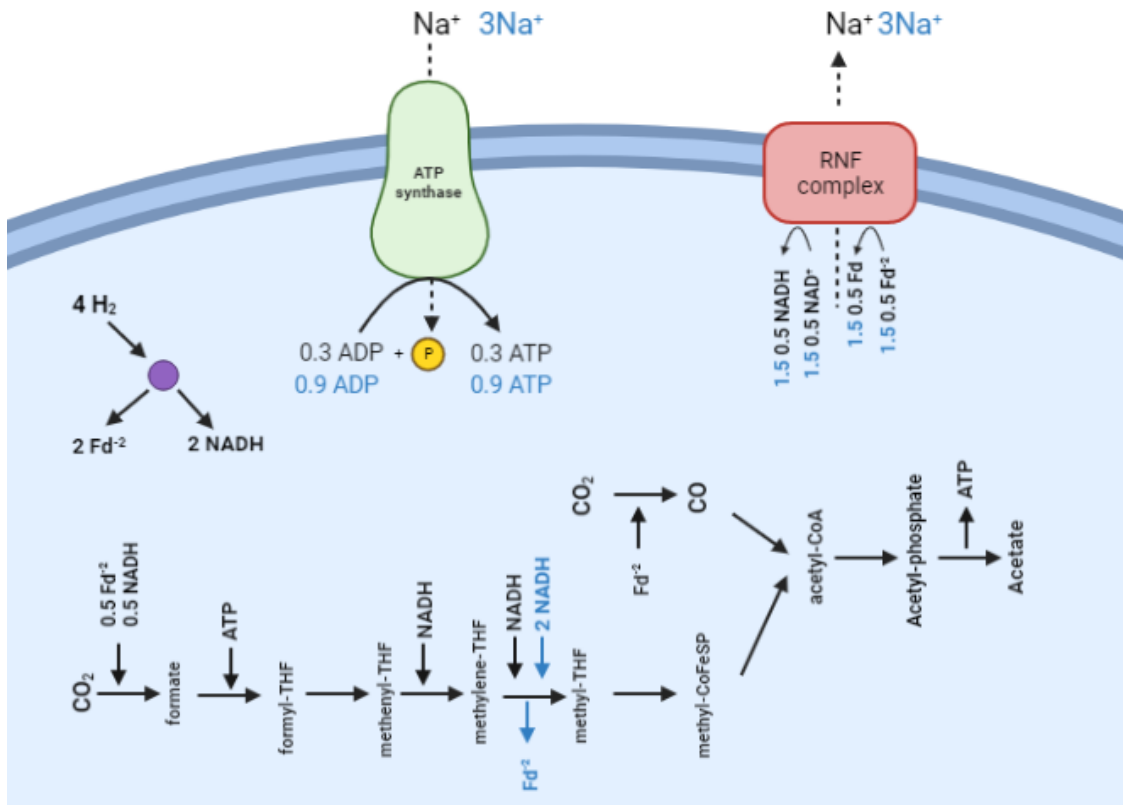 Na⁺ 3Na⁺
Na⁺ 3Na⁺
ATP
synthase
RNF
complex
1.5 0.5 NADH
1.5 0.5 NAD⁺
1.5 0.5 Fd
1.5 0.5 Fd⁻²
4 H₂
2 Fd⁻²
2 NADH
0.3 ADP + P 0.3 ATP
0.9 ADP 0.9 ATP
CO₂
CO
Fd⁻²
acetyl-CoA
Acetyl-phosphate
ATP
Acetate
0.5 Fd⁻²
0.5 NADH
ATP
NADH
NADH
2 NADH
CO₂
formate
formyl-THF
methenyl-THF
methylene-THF
methyl-THF
methyl-CoFeSP
Fd⁻²